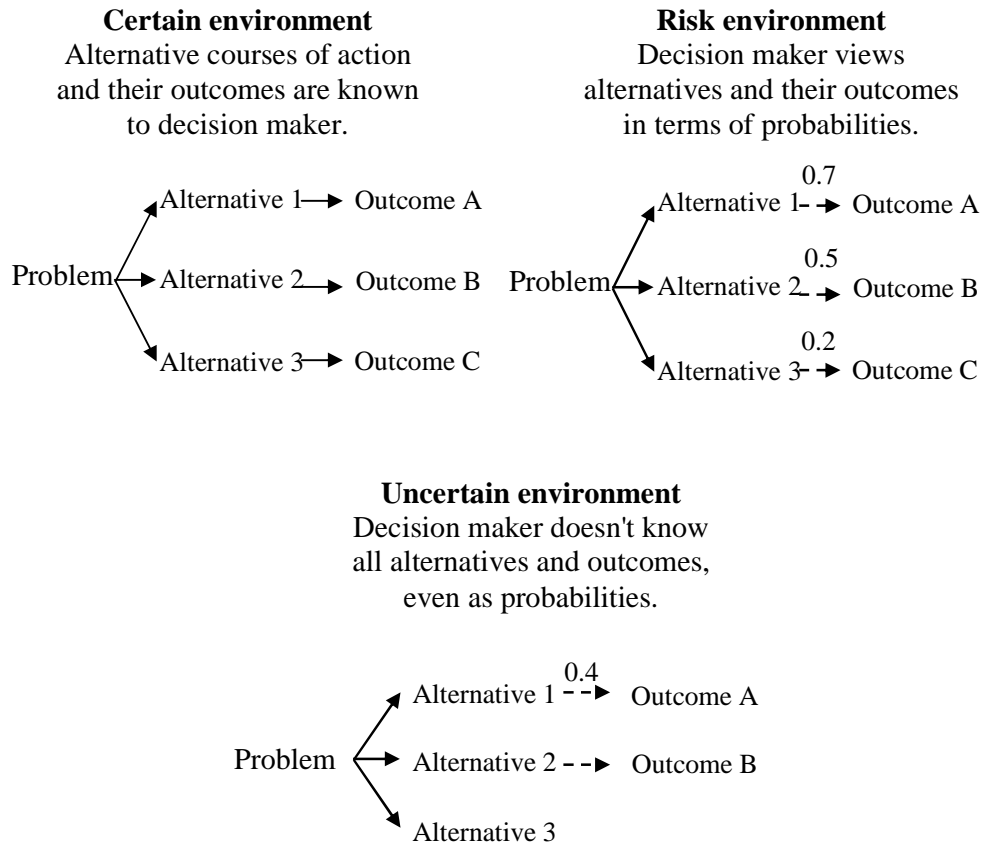 Certain environment
Alternative courses of action
and their outcomes are known
to decision maker.
Alternative 1 Outcome A
Problem Alternative 2 Outcome B
Alternative 3 Outcome C
Risk environment
Decision maker views
alternatives and their outcomes
in terms of probabilities.
0.7
Alternative 1 Outcome A
0.5
Problem Alternative 2 Outcome B
0.2
Alternative 3 Outcome C
Uncertain environment
Decision maker doesn't know
all alternatives and outcomes,
even as probabilities.
0.4
Alternative 1 Outcome A
Problem Alternative 2 Outcome B
Alternative 3